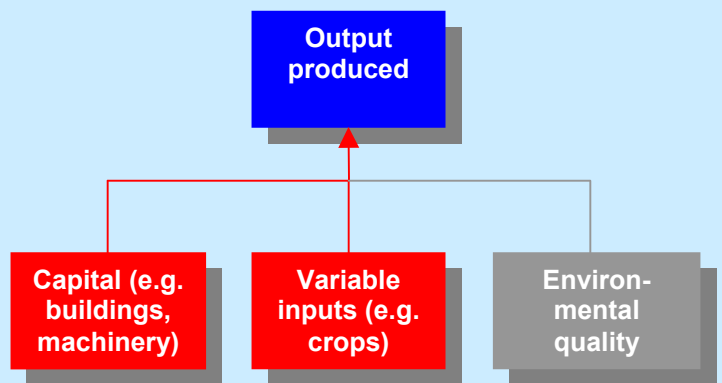 Output
produced
Capital (e.g.
buildings,
machinery)
Variable
inputs (e.g.
crops)
Environ-
mental
quality